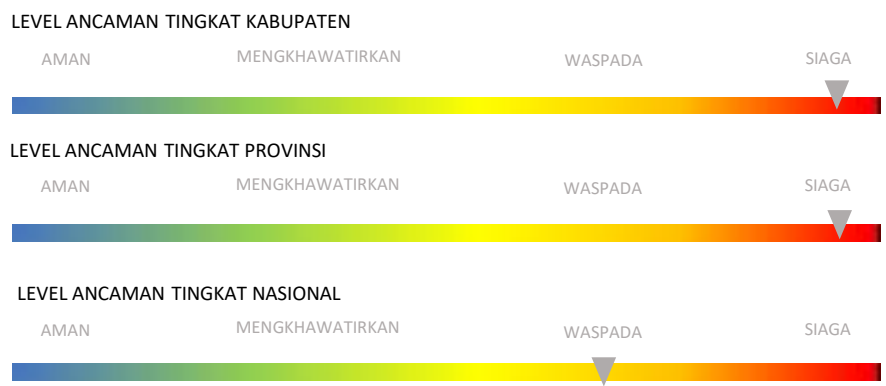 LEVEL ANCAMAN TINGKAT KABUPATEN
AMAN MENGKHAWATIRKAN WASPADA SIAGA
LEVEL ANCAMAN TINGKAT PROVINSI
AMAN MENGKHAWATIRKAN WASPADA SIAGA
LEVEL ANCAMAN TINGKAT NASIONAL
AMAN MENGKHAWATIRKAN WASPADA SIAGA